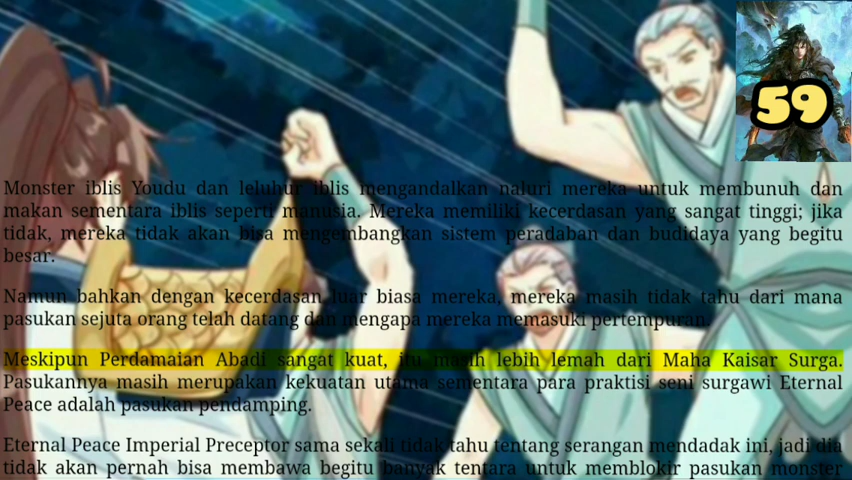 59
Monster iblis Youdu dan leluhur iblis mengandalkan naluri mereka untuk membunuh dan
makan sementara iblis seperti manusia. Mereka memiliki kecerdasan yang sangat tinggi; jika
tidak, mereka tidak akan bisa mengembangkan sistem peradaban dan budidaya yang begitu
besar.
Namun bahkan dengan kecerdasan luar biasa mereka, mereka masih tidak tahu dari mana
pasukan sejuta orang telah datang dan mengapa mereka memasuki pertempuran.
Meskipun Perdamaian Abadi sangat kuat, itu masih lebih lemah dari Maha Kaisar Surga.
Pasukannya masih merupakan kekuatan utama sementara para praktisi seni surgawi Eternal
Peace adalah pasukan pendamping.
Eternal Peace Imperial Preceptor sama sekali tidak tahu tentang serangan mendadak ini, jadi dia
tidak akan pernah bisa membawa begitu banyak tentara untuk memblokir pasukan monster